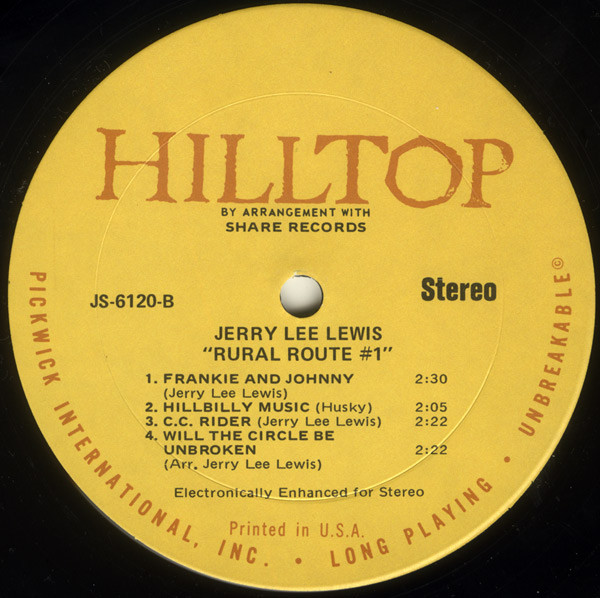 HILLTOP
BY ARRANGEMENT WITH
SHARE RECORDS
JS-6120-B
Stereo
JERRY LEE LEWIS
"RURAL ROUTE #1"
1. FRANKIE AND JOHNNY 2:30
(Jerry Lee Lewis)
2. HILLBILLY MUSIC (Husky) 2:05
3. C.C. RIDER (Jerry Lee Lewis) 2:22
4. WILL THE CIRCLE BE
UNBROKEN 2:22
(Arr. Jerry Lee Lewis)
Electronically Enhanced for Stereo
Printed in U.S.A.
PICKWICK INTERNATIONAL, INC. • LONG PLAYING • UNBREAKABLE©